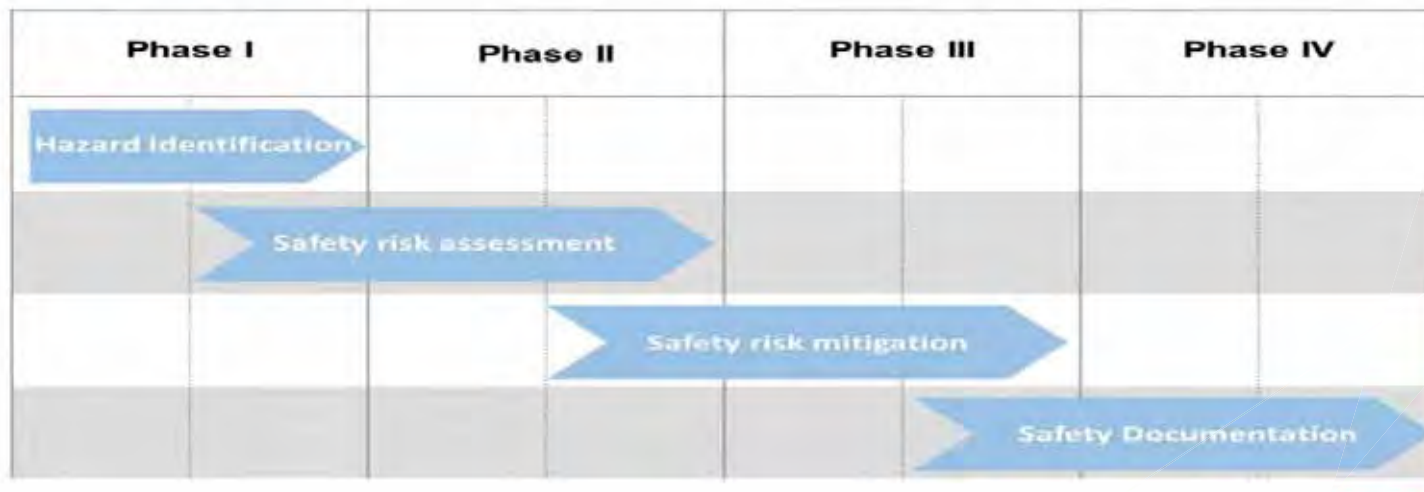 Phase I
Phase II
Phase III
Phase IV
Hazard identification
Safety risk assessment
Safety risk mitigation
Safety Documentation